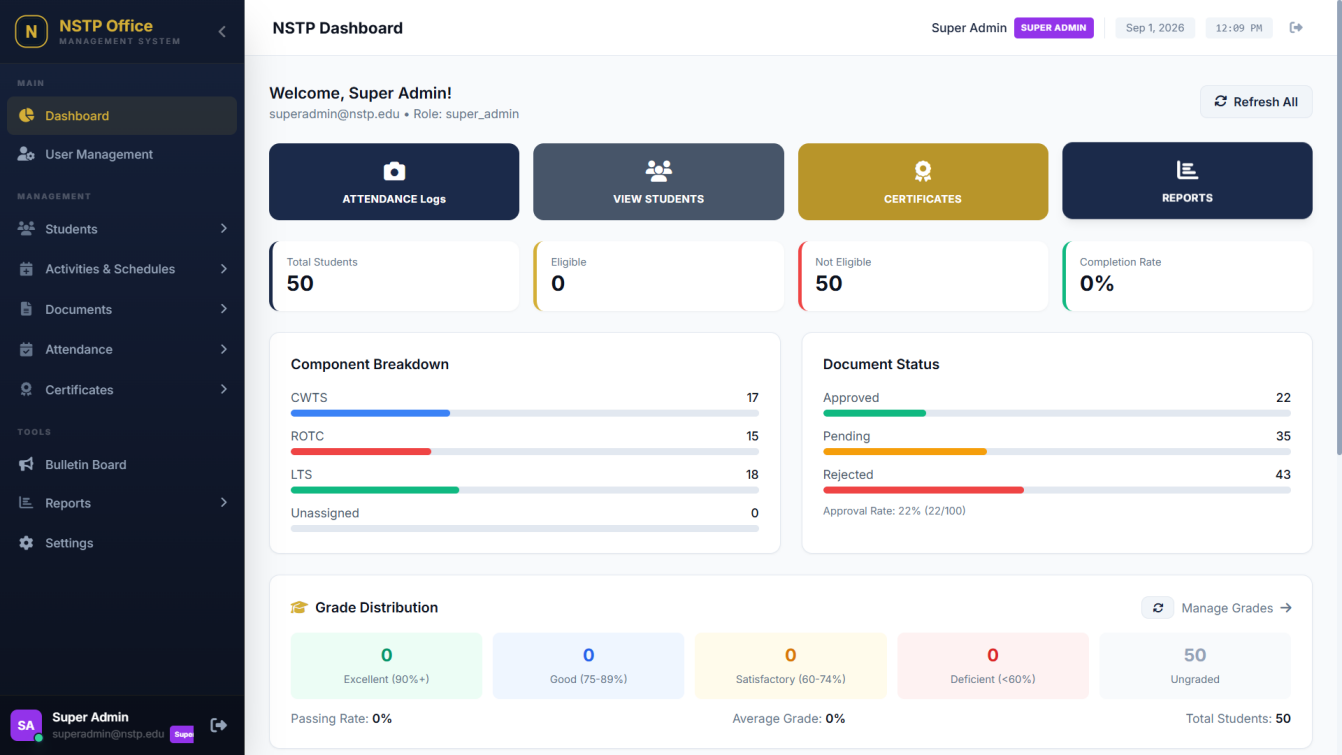 N
NSTP Office
MANAGEMENT SYSTEM
MAIN
Dashboard
User Management
MANAGEMENT
Students
Activities & Schedules
Documents
Attendance
Certificates
TOOLS
Bulletin Board
Reports
Settings
SA
Super Admin
superadmin@nstp.edu
NSTP Dashboard
Super Admin SUPER ADMIN Sep 1, 2026 12:09 PM
Welcome, Super Admin!
superadmin@nstp.edu • Role: super_admin
Refresh All
ATTENDANCE Logs
VIEW STUDENTS
CERTIFICATES
REPORTS
Total Students
50
Eligible
0
Not Eligible
50
Completion Rate
0%
Component Breakdown
CWTS 17
ROTC 15
LTS 18
Unassigned 0
Document Status
Approved 22
Pending 35
Rejected 43
Approval Rate: 22% (22/100)
Grade Distribution
Manage Grades
0
Excellent (90%+)
0
Good (75-89%)
0
Satisfactory (60-74%)
0
Deficient (<60%)
50
Ungraded
Passing Rate: 0%
Average Grade: 0%
Total Students: 50